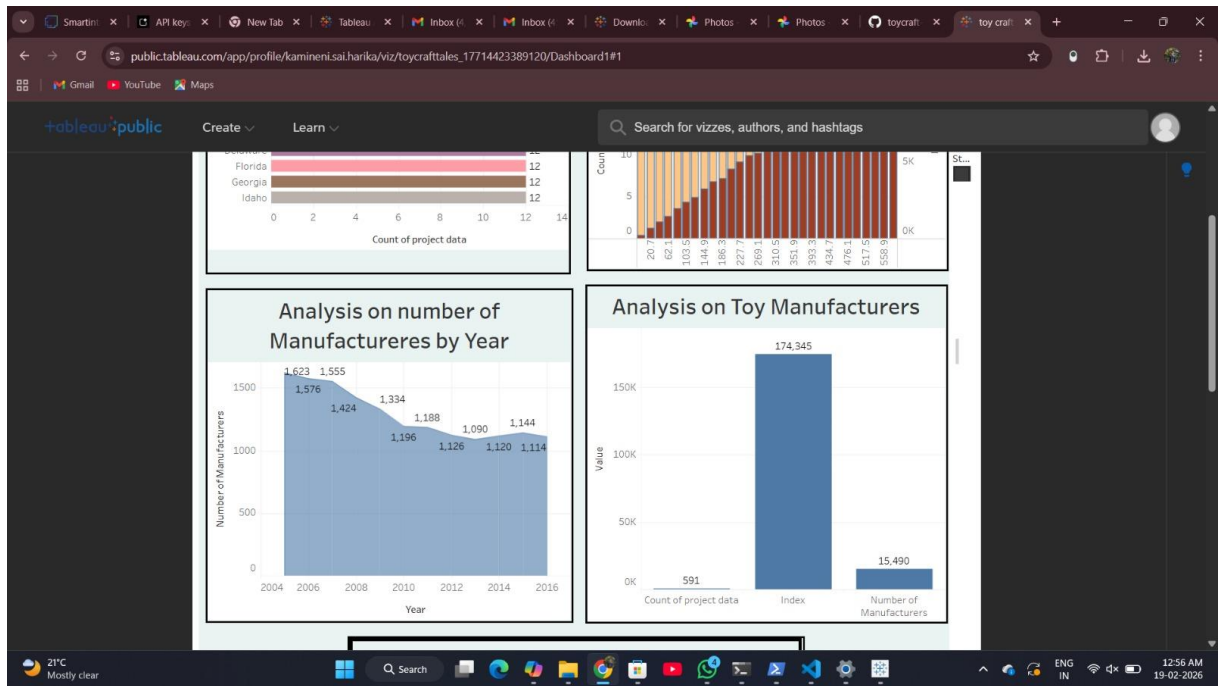 Smartint
API keys
New Tab
Tableau
Inbox (4
Inbox (4
Downlo
Photos
Photos
toycraft
toy craft
public.tableau.com/app/profile/kamineni.sai.harika/viz/toycrafttales_17714423389120/Dashboard1#1
Gmail YouTube Maps
+ableau public
Create Learn
Search for vizzes, authors, and hashtags
Delaware 12
Florida 12
Georgia 12
Idaho 12
0 2 4 6 8 10 12 14
Count of project data
Coun
10
5
0
5K
0K
20.7 62.1 103.5 144.9 186.3 227.7 269.1 310.5 351.9 393.3 434.7 476.1 517.5 558.9
St...
Analysis on number of
Manufactureres by Year
Number of Manufacturers
1500
1000
500
0
1,623 1,555
1,576
1,424
1,334
1,196
1,188
1,126
1,090
1,120
1,144
1,114
2004 2006 2008 2010 2012 2014 2016
Year
Analysis on Toy Manufacturers
Value
150K
100K
50K
0K
591
174,345
15,490
Count of project data Index Number of
Manufacturers
21°C
Mostly clear
Search
4
ENG
IN
12:56 AM
19-02-2026